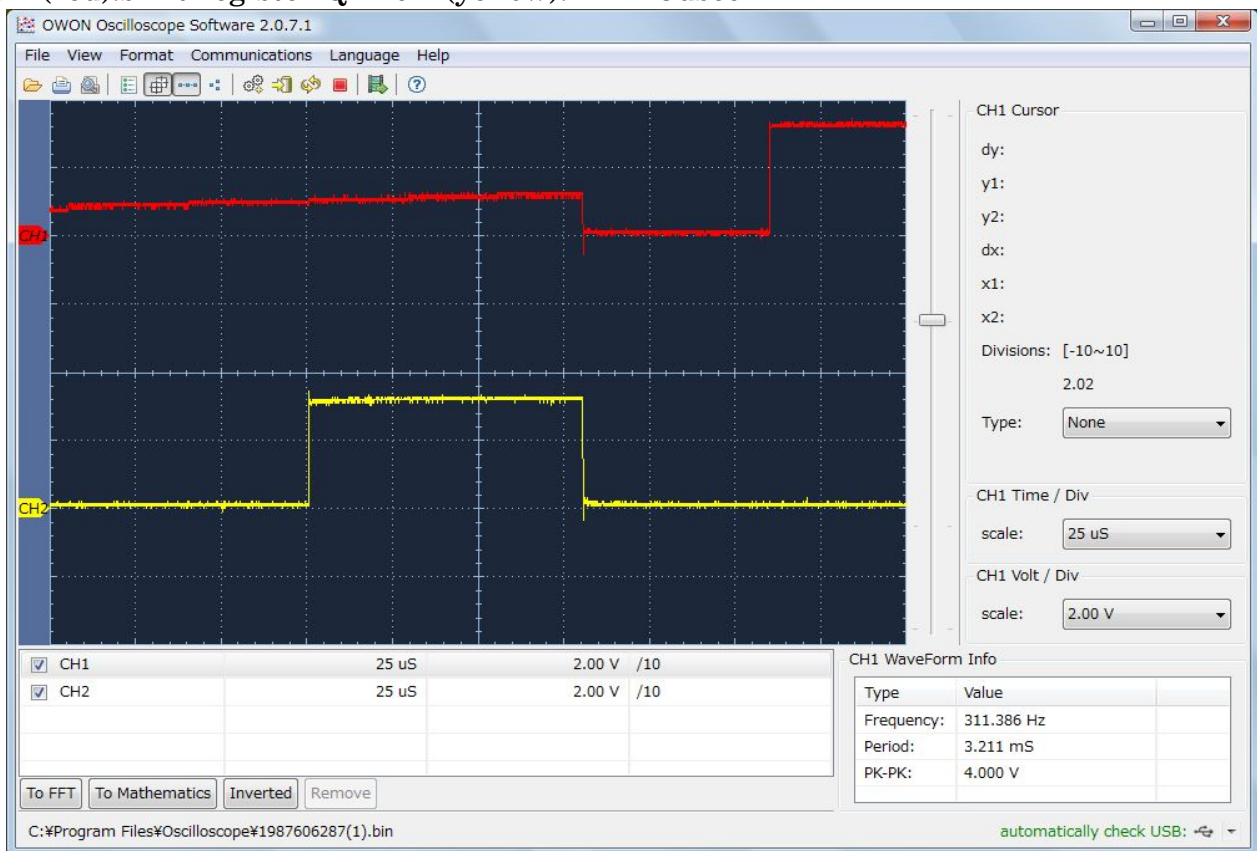 OWON Oscilloscope Software 2.0.7.1
File View Format Communications Language Help
CH1 Cursor
dy:
y1:
y2:
dx:
x1:
x2:
Divisions: [-10~10]
2.02
Type: None
CH1
CH2
CH1 Time / Div
scale: 25 uS
CH1 Volt / Div
scale: 2.00 V
CH1 25 uS 2.00 V /10
CH2 25 uS 2.00 V /10
CH1 WaveForm Info
Type Value
Frequency: 311.386 Hz
Period: 3.211 mS
PK-PK: 4.000 V
To FFT To Mathematics Inverted Remove
C:¥Program Files¥Oscilloscope¥1987606287(1).bin
automatically check USB: